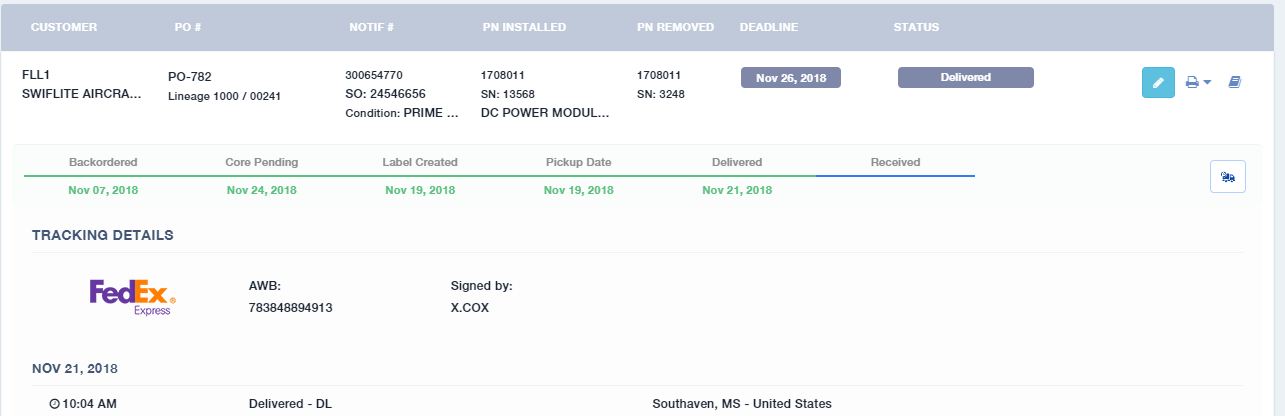 CUSTOMER PO # NOTIF # PN INSTALLED PN REMOVED DEADLINE STATUS
FLL1 PO-782 300654770 1708011 1708011 Nov 26, 2018 Delivered
SWIFLITE AIRCRA... Lineage 1000 / 00241 SO: 24546656 SN: 13568 SN: 3248
Condition: PRIME ... DC POWER MODUL...
Backordered Core Pending Label Created Pickup Date Delivered Received
Nov 07, 2018 Nov 24, 2018 Nov 19, 2018 Nov 19, 2018 Nov 21, 2018
TRACKING DETAILS
FedEx®
Express
AWB: Signed by:
783848894913 X.COX
NOV 21, 2018
10:04 AM Delivered - DL Southaven, MS - United States